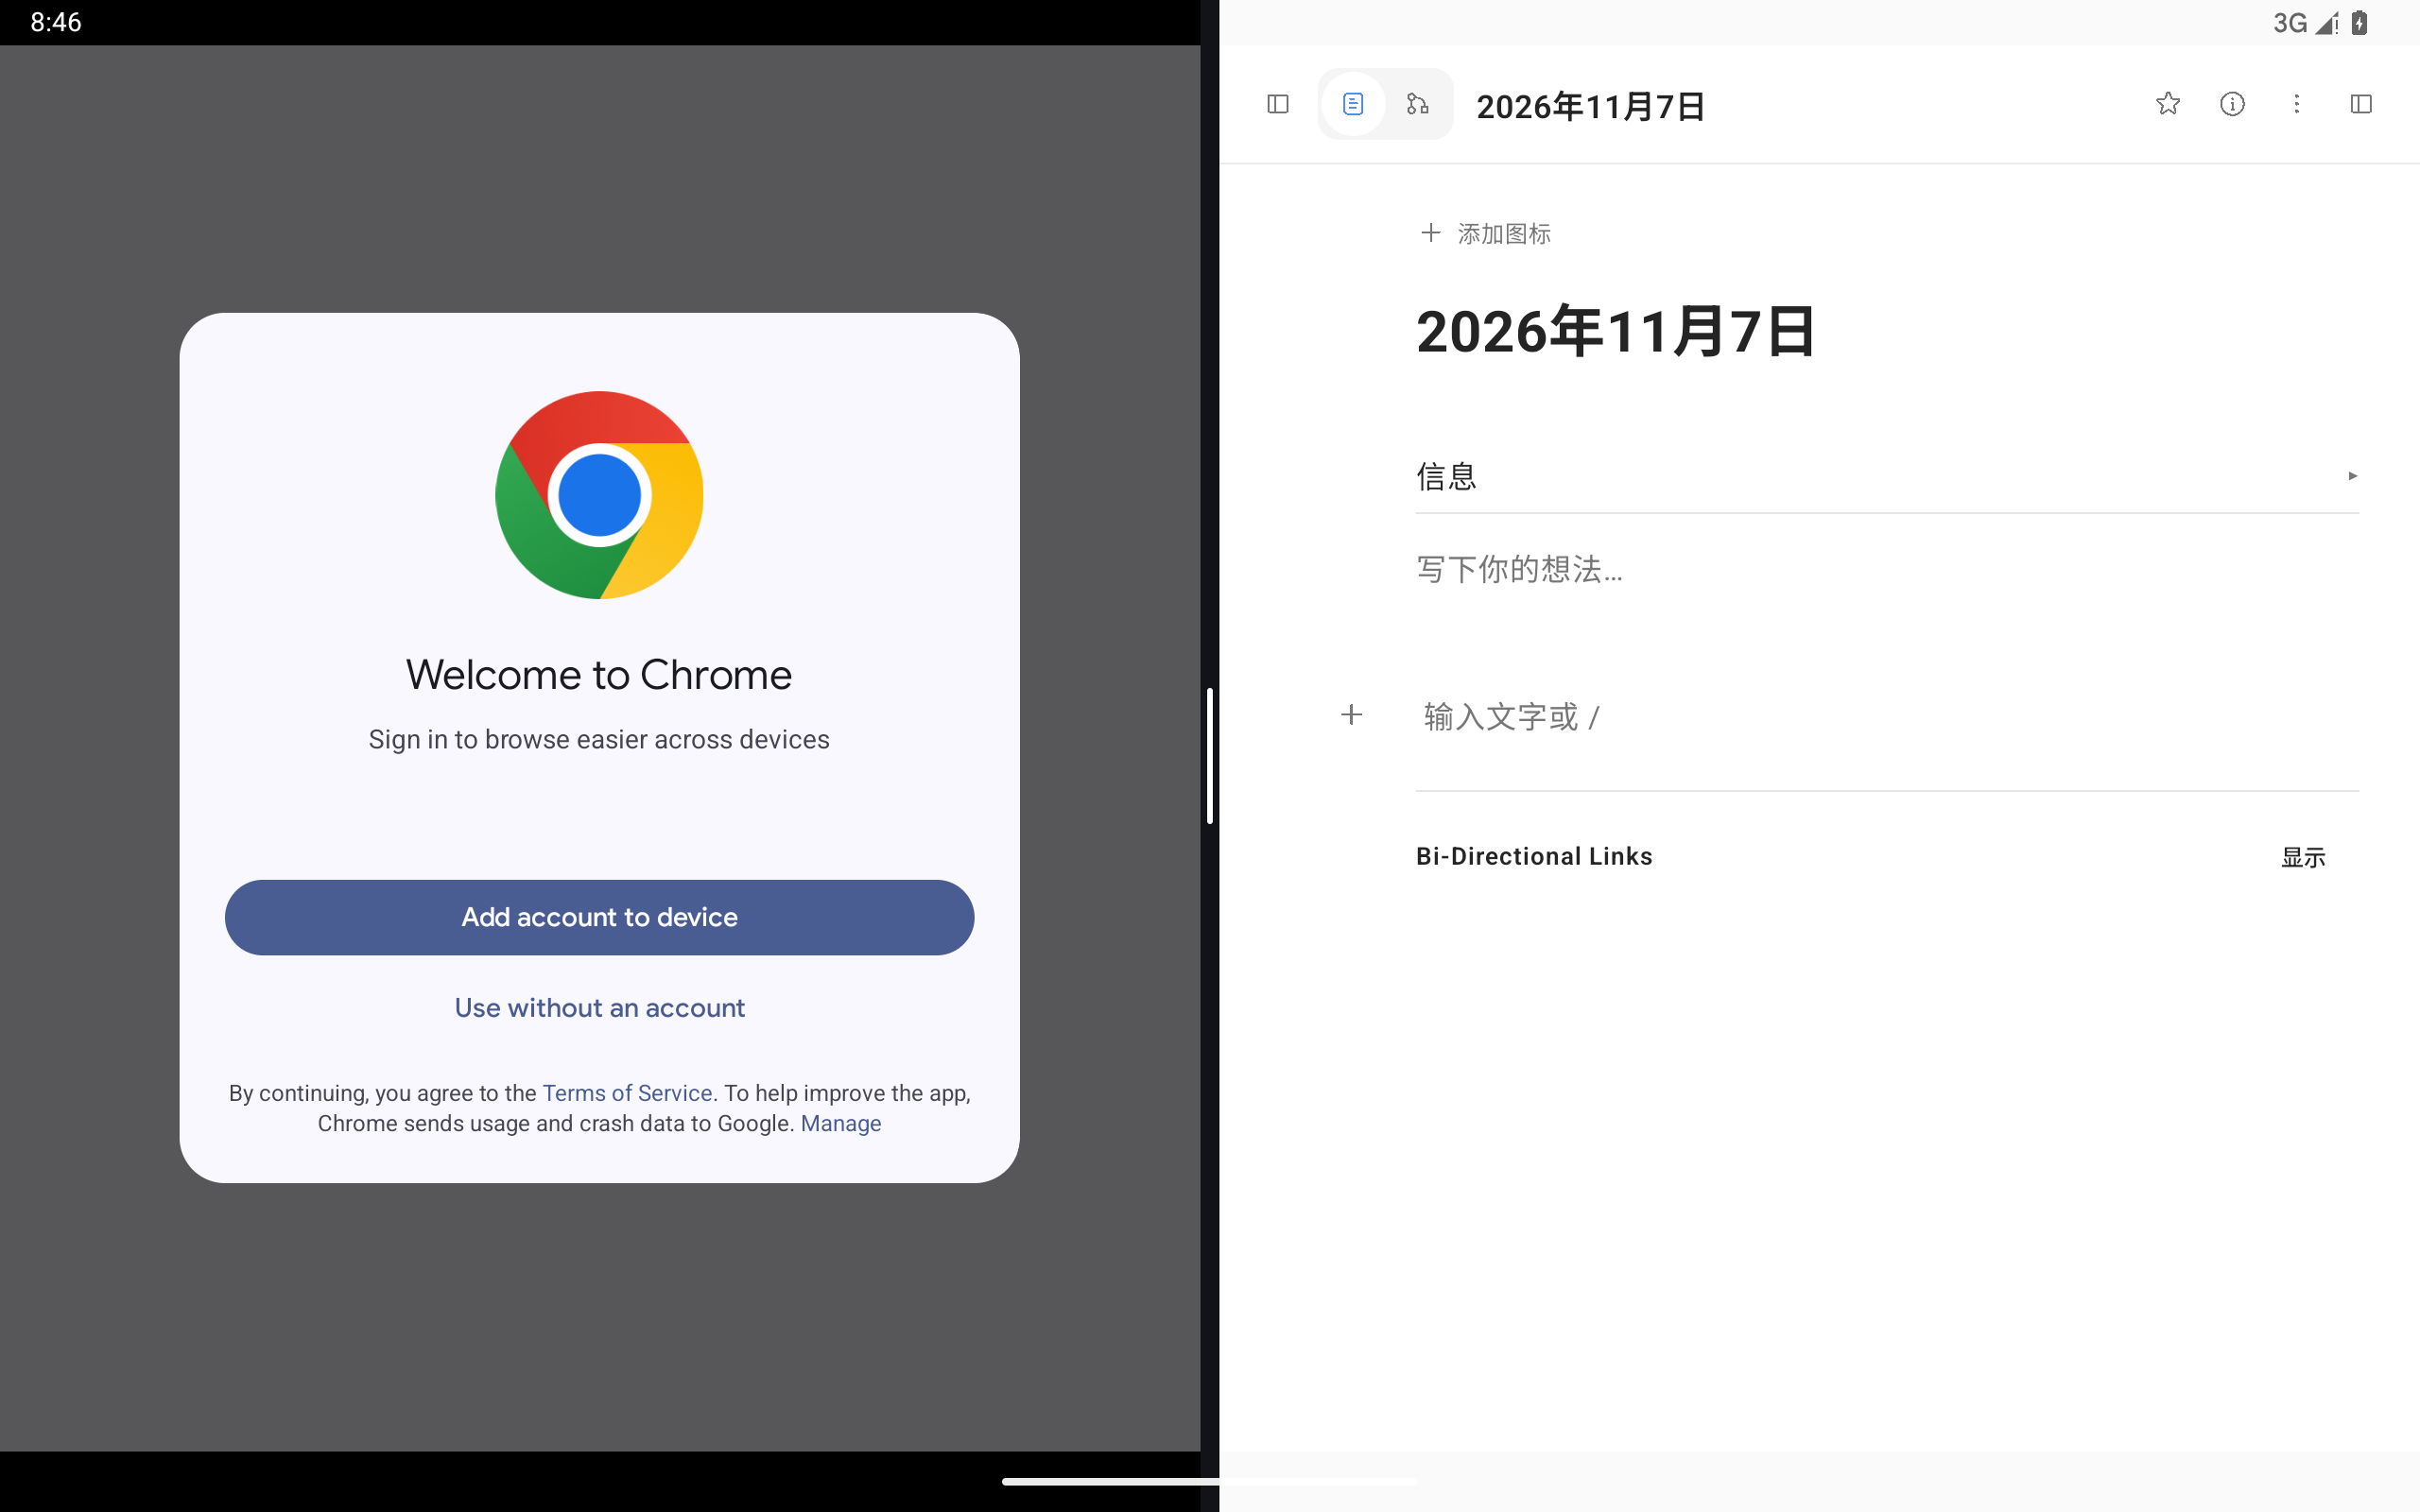 8:46
Welcome to Chrome
Sign in to browse easier across devices
Add account to device
Use without an account
By continuing, you agree to the Terms of Service. To help improve the app,
Chrome sends usage and crash data to Google. Manage
3G
2026年11月7日
添加图标
2026年11月7日
信息
写下你的想法...
输入文字或 /
Bi-Directional Links
显示